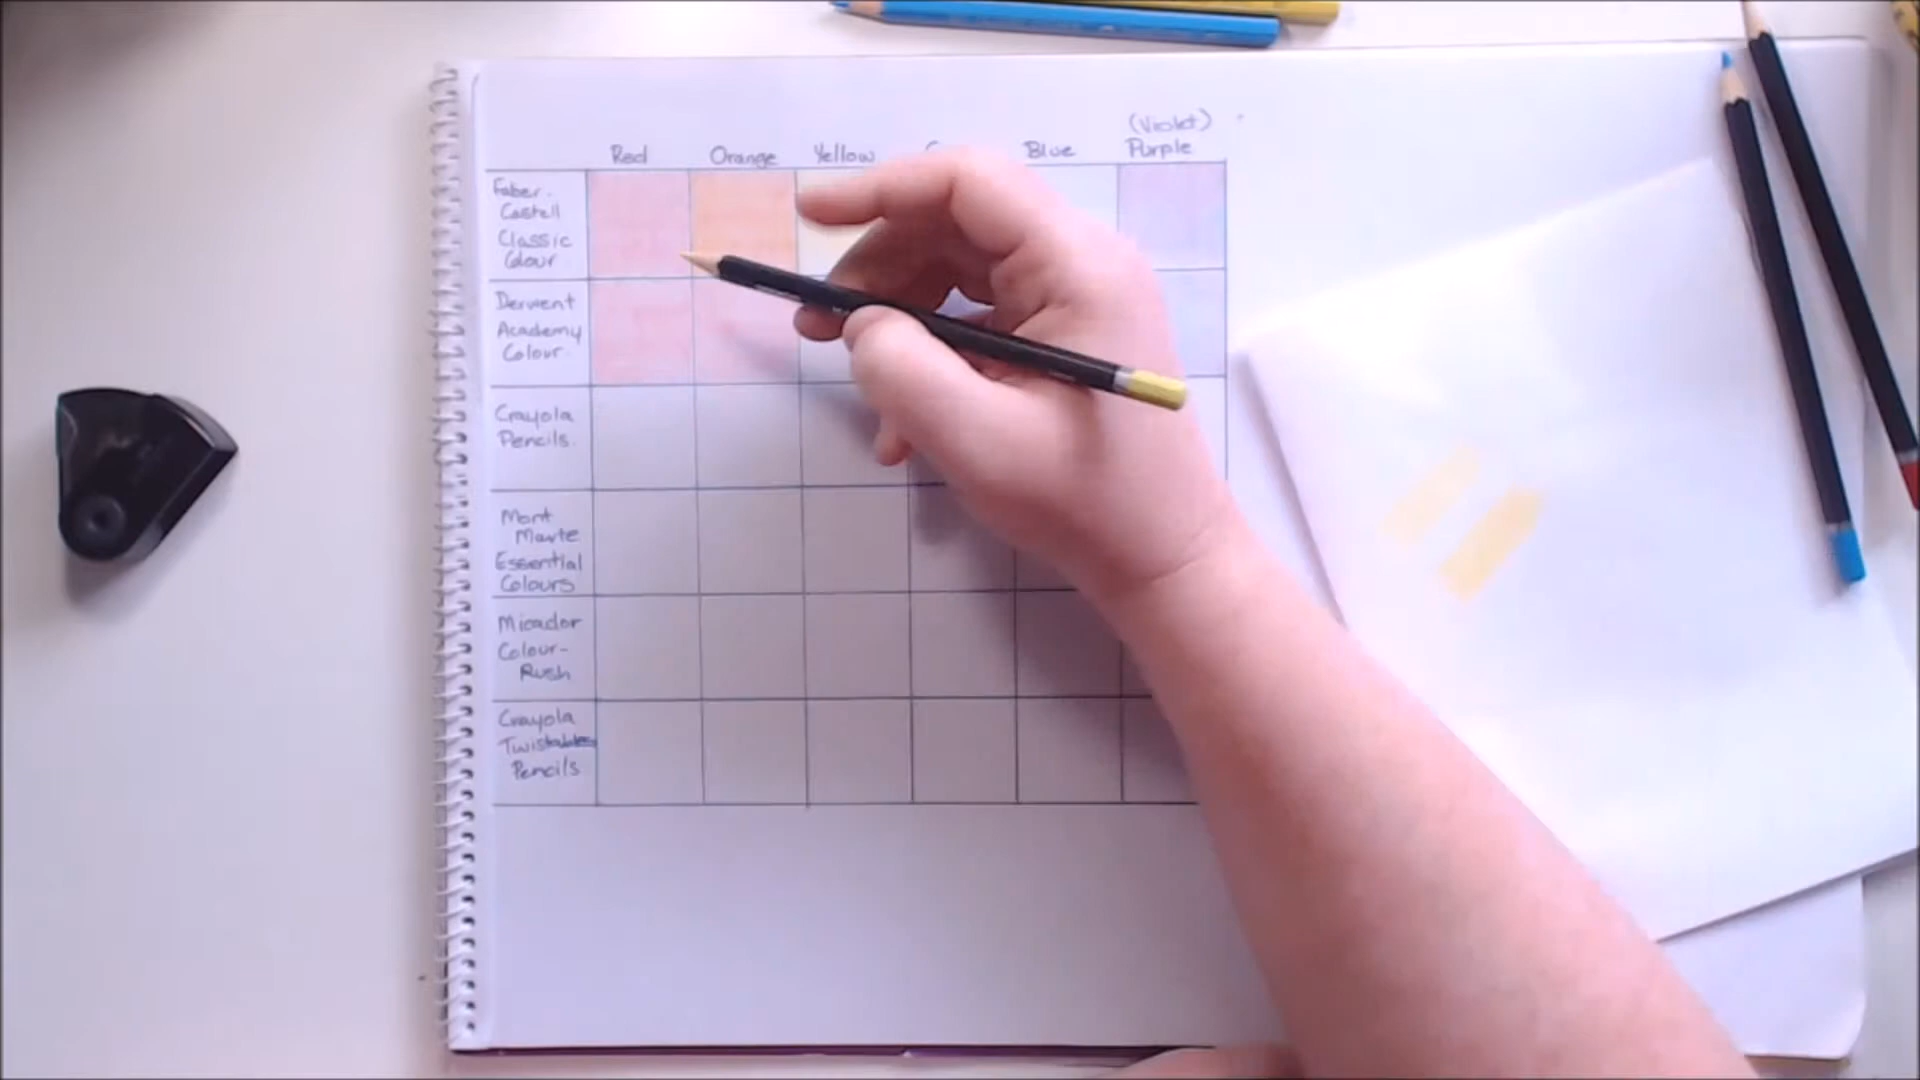 (Violet)
Red Orange Yellow Blue Purple
Faber-
Castell
Classic
Colour
Derwent
Academy
Colour
Crayola
Pencils.
Mont
Marte
Essential
Colours
Micador
Colour-
Rush
Crayola
Twistables
Pencils